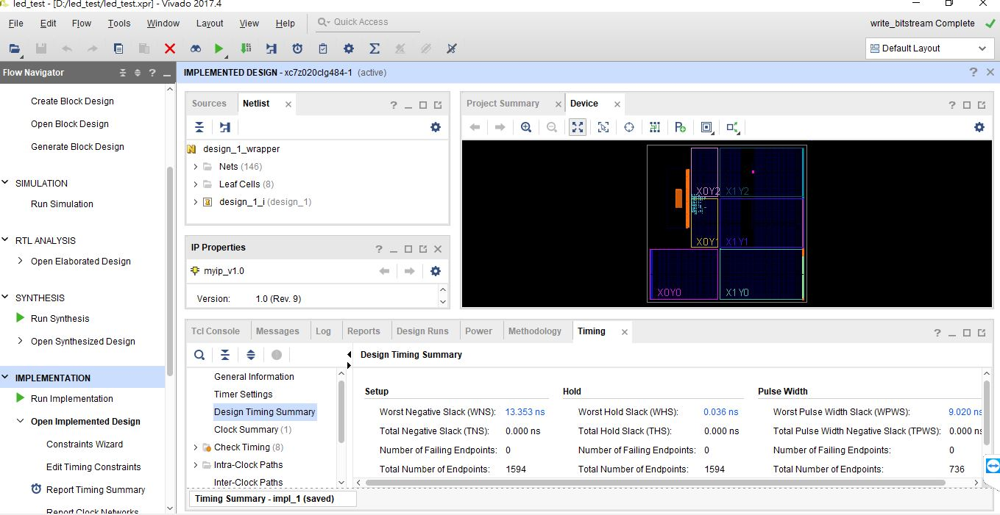 led_test - [D:/led_test/led_test.xpr] - Vivado 2017.4
File Edit Flow Tools Window Layout View Help Quick Access
write_bitstream Complete
Default Layout
Flow Navigator
Create Block Design
Open Block Design
Generate Block Design
SIMULATION
Run Simulation
RTL ANALYSIS
Open Elaborated Design
SYNTHESIS
Run Synthesis
Open Synthesized Design
IMPLEMENTATION
Run Implementation
Open Implemented Design
Constraints Wizard
Edit Timing Constraints
Report Timing Summary
Report Clock Networks
IMPLEMENTED DESIGN - xc7z020clg484-1 (active)
Sources Netlist
design_1_wrapper
Nets (146)
Leaf Cells (8)
design_1_i (design_1)
IP Properties
myip_v1.0
Version: 1.0 (Rev. 9)
Project Summary Device
X0Y2 X1Y2
X0Y1 X1Y1
X0Y0 X1Y0
Tcl Console Messages Log Reports Design Runs Power Methodology Timing
General Information
Timer Settings
Design Timing Summary
Clock Summary (1)
Check Timing (8)
Intra-Clock Paths
Inter-Clock Paths
Design Timing Summary
Setup Hold Pulse Width
Worst Negative Slack (WNS): 13.353 ns Worst Hold Slack (WHS): 0.036 ns Worst Pulse Width Slack (WPWS): 9.020 ns
Total Negative Slack (TNS): 0.000 ns Total Hold Slack (THS): 0.000 ns Total Pulse Width Negative Slack (TPWS): 0.000 ns
Number of Failing Endpoints: 0 Number of Failing Endpoints: 0 Number of Failing Endpoints: 0
Total Number of Endpoints: 1594 Total Number of Endpoints: 1594 Total Number of Endpoints: 736
Timing Summary - impl_1 (saved)